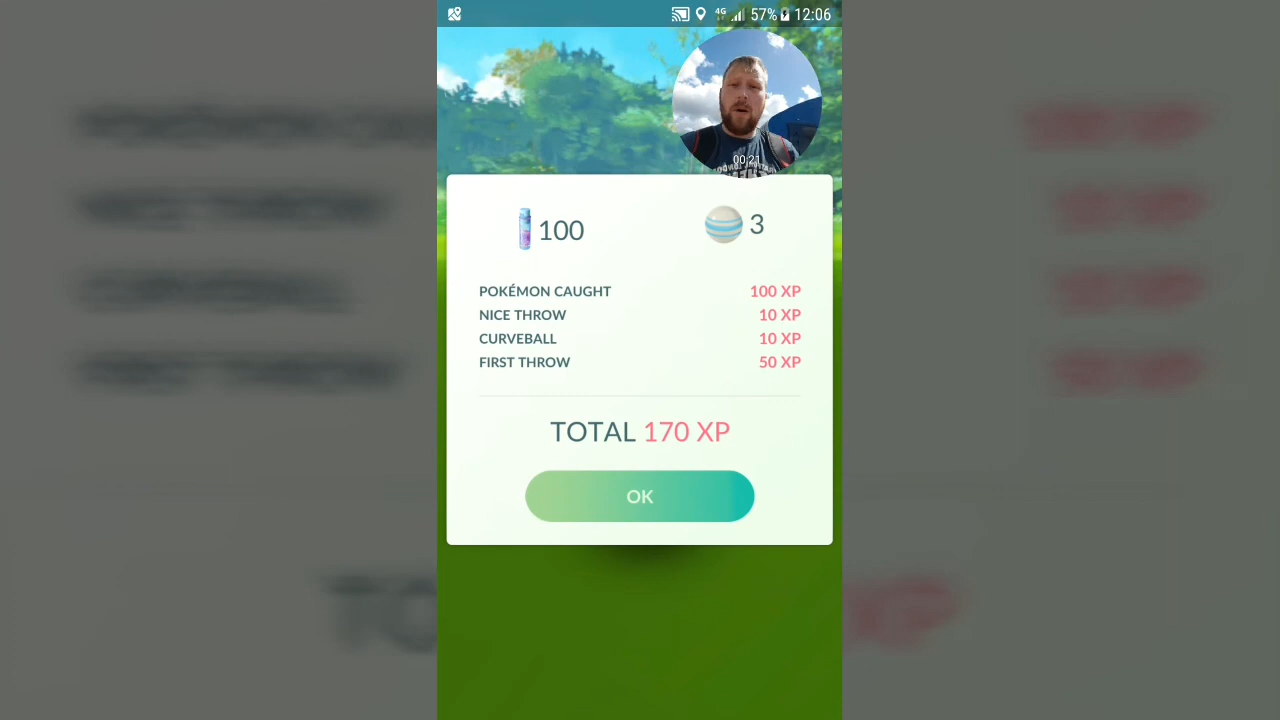 4G 57% 12:06
00:21
100 3
POKÉMON CAUGHT 100 XP
NICE THROW 10 XP
CURVEBALL 10 XP
FIRST THROW 50 XP
TOTAL 170 XP
OK